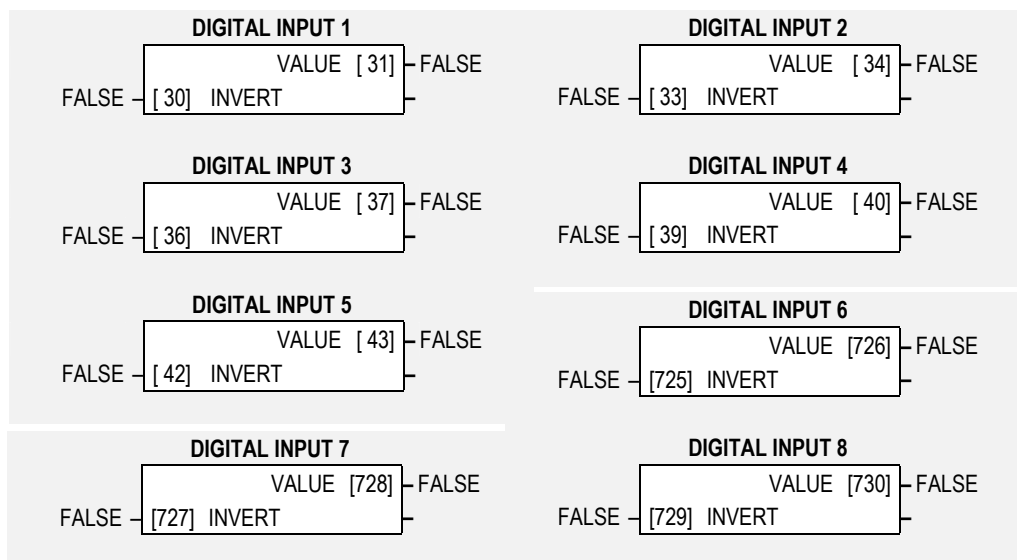 DIGITAL INPUT 1
VALUE [ 31] FALSE
FALSE [ 30] INVERT
DIGITAL INPUT 2
VALUE [ 34] FALSE
FALSE [ 33] INVERT
DIGITAL INPUT 3
VALUE [ 37] FALSE
FALSE [ 36] INVERT
DIGITAL INPUT 4
VALUE [ 40] FALSE
FALSE [ 39] INVERT
DIGITAL INPUT 5
VALUE [ 43] FALSE
FALSE [ 42] INVERT
DIGITAL INPUT 6
VALUE [726] FALSE
FALSE [725] INVERT
DIGITAL INPUT 7
VALUE [728] FALSE
FALSE [727] INVERT
DIGITAL INPUT 8
VALUE [730] FALSE
FALSE [729] INVERT